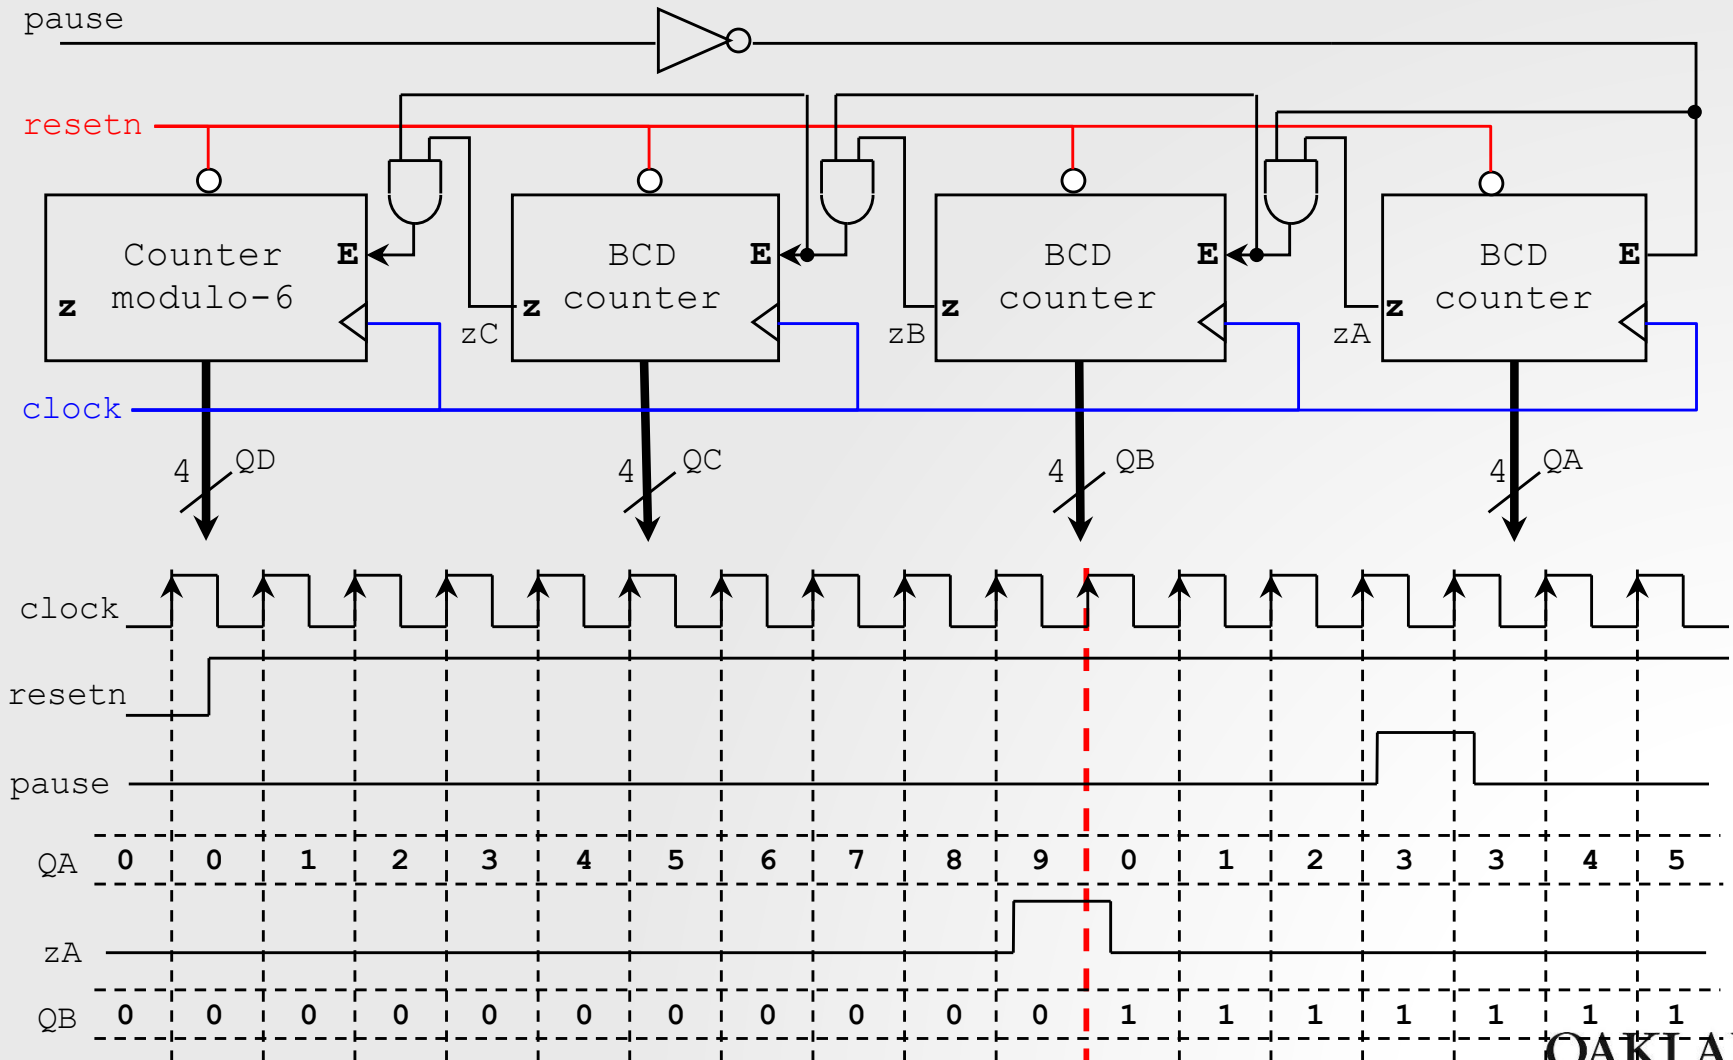 pause
resetn
Counter modulo-6
E
z
BCD counter
E
z
BCD counter
E
z
BCD counter
E
z
zC
zB
zA
clock
4 QD
4 QC
4 QB
4 QA
clock
resetn
pause
QA 0 0 1 2 3 4 5 6 7 8 9 0 1 2 3 3 4 5
zA
QB 0 0 0 0 0 0 0 0 0 0 0 1 1 1 1 1 1 1